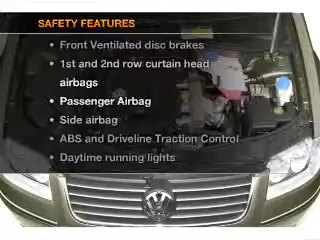 SAFETY FEATURES
• Front Ventilated disc brakes
• 1st and 2nd row curtain head
airbags
• Passenger Airbag
• Side airbag
• ABS and Driveline Traction Control
• Daytime running lights